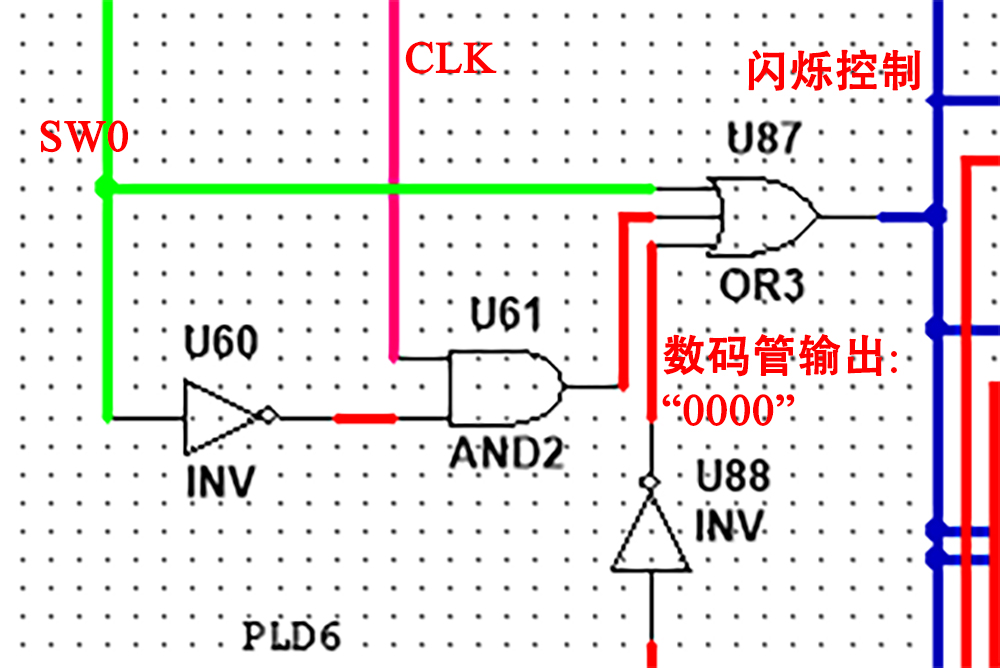 CLK
闪烁控制
SW0
U87
OR3
U61
U60
数码管输出:
“0000”
AND2
INV
U88
INV
PLD6